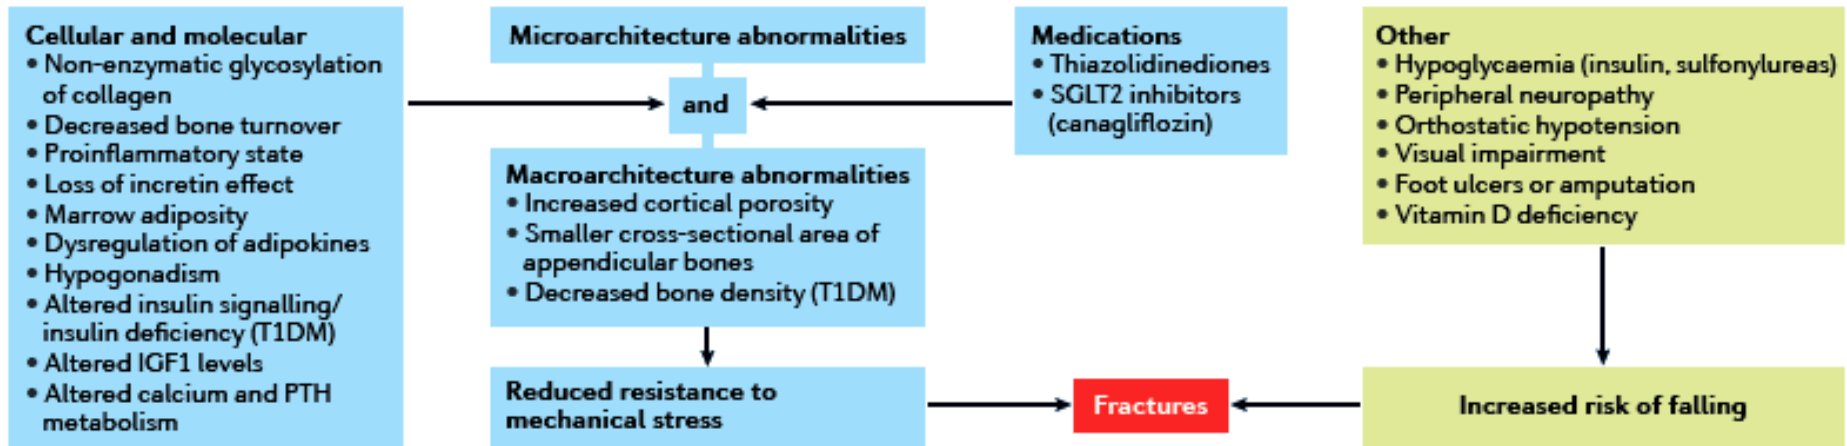 Cellular and molecular
• Non-enzymatic glycosylation
of collagen
• Decreased bone turnover
• Proinflammatory state
• Loss of incretin effect
• Marrow adiposity
• Dysregulation of adipokines
• Hypogonadism
• Altered insulin signalling/
insulin deficiency (T1DM)
• Altered IGF1 levels
• Altered calcium and PTH
metabolism
Microarchitecture abnormalities
and
Macroarchitecture abnormalities
• Increased cortical porosity
• Smaller cross-sectional area of
appendicular bones
• Decreased bone density (T1DM)
Reduced resistance to
mechanical stress
Medications
• Thiazolidinediones
• SGLT2 inhibitors
(canagliflozin)
Fractures
Other
• Hypoglycaemia (insulin, sulfonylureas)
• Peripheral neuropathy
• Orthostatic hypotension
• Visual impairment
• Foot ulcers or amputation
• Vitamin D deficiency
Increased risk of falling